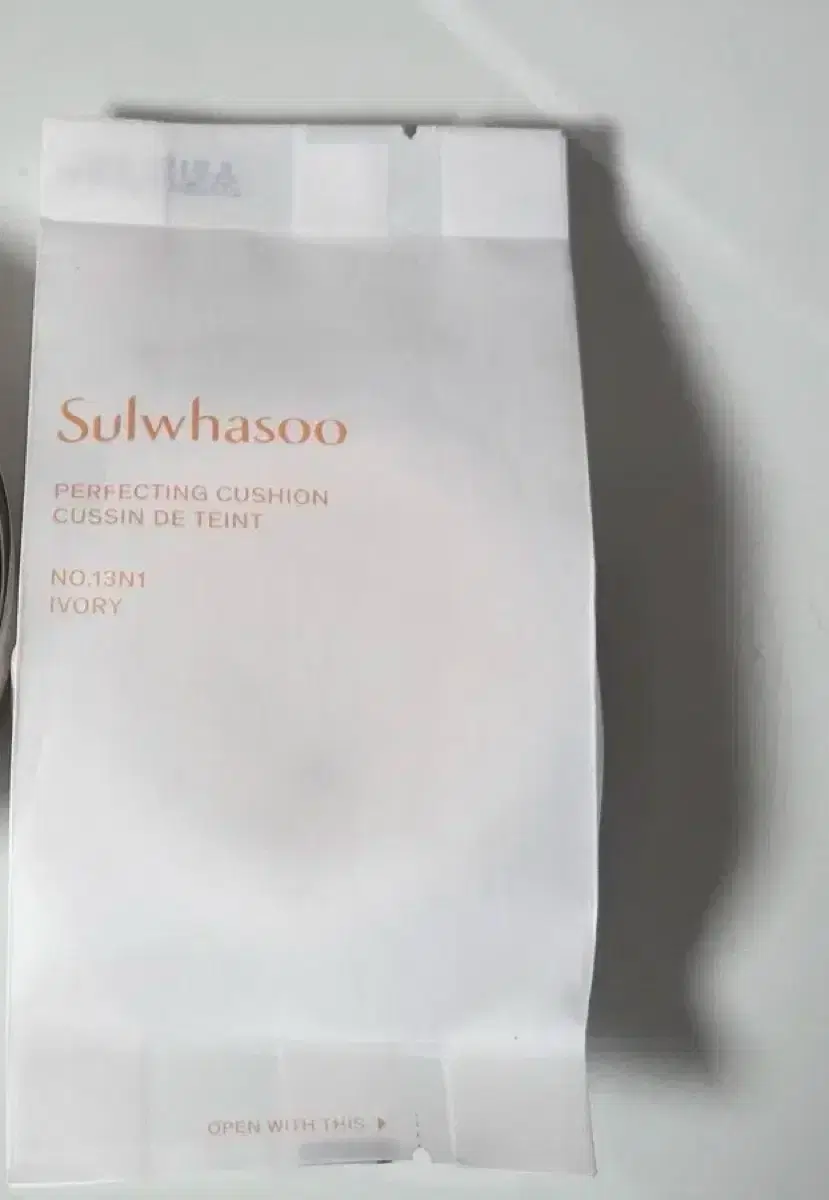 Sulwhasoo
PERFECTING CUSHION
CUSSIN DE TEINT
NO.13N1
IVORY
OPEN WITH THIS ▶